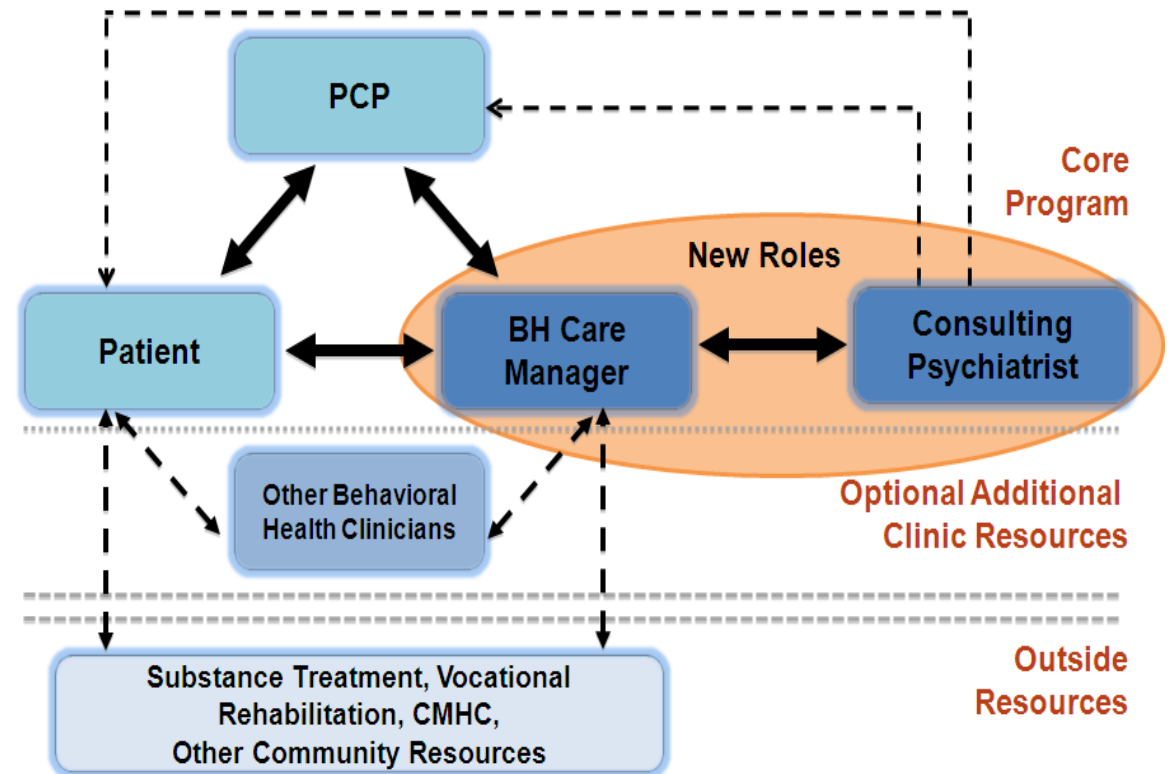 PCP
Core
Program
New Roles
Patient
BH Care
Manager
Consulting
Psychiatrist
Other Behavioral
Health Clinicians
Optional Additional
Clinic Resources
Substance Treatment, Vocational
Rehabilitation, CMHC,
Other Community Resources
Outside
Resources